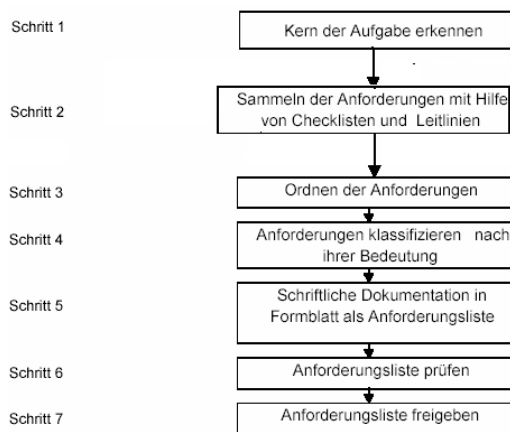 Schritt 1
Kern der Aufgabe erkennen
Schritt 2
Sammeln der Anforderungen mit Hilfe
von Checklisten und Leitlinien
Schritt 3
Ordnen der Anforderungen
Schritt 4
Anforderungen klassifizieren nach
ihrer Bedeutung
Schritt 5
Schriftliche Dokumentation in
Formblatt als Anforderungsliste
Schritt 6
Anforderungsliste prüfen
Schritt 7
Anforderungsliste freigeben